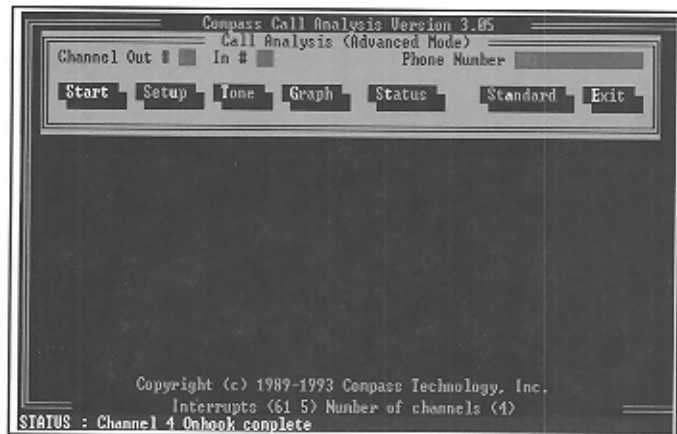 Compass Call Analysis Version 3.05
Call Analysis (Advanced Mode)
Channel Out # In # Phone Number
Start Setup Tone Graph Status Standard Exit
Copyright (c) 1989-1993 Compass Technology, Inc.
Interrupts (61 5) Number of channels (4)
STATUS : Channel 4 Onhook complete